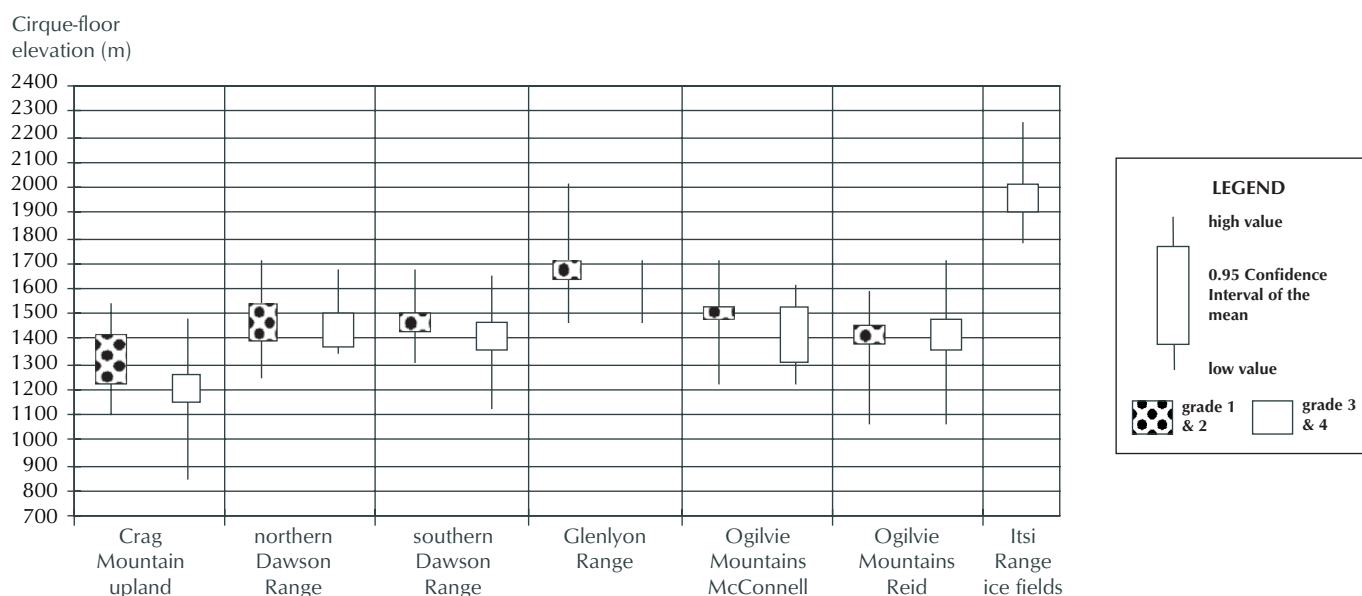 Cirque-floor
elevation (m)
2400
2300
2200
2100
2000
1900
1800
1700
1600
1500
1400
1300
1200
1100
1000
900
800
700
Crag
Mountain
upland
northern
Dawson
Range
southern
Dawson
Range
Glenlyon
Range
Ogilvie
Mountains
McConnell
Ogilvie
Mountains
Reid
Itsi
Range
ice fields
LEGEND
high value
0.95 Confidence
Interval of the
mean
low value
grade 1
& 2
grade 3
& 4